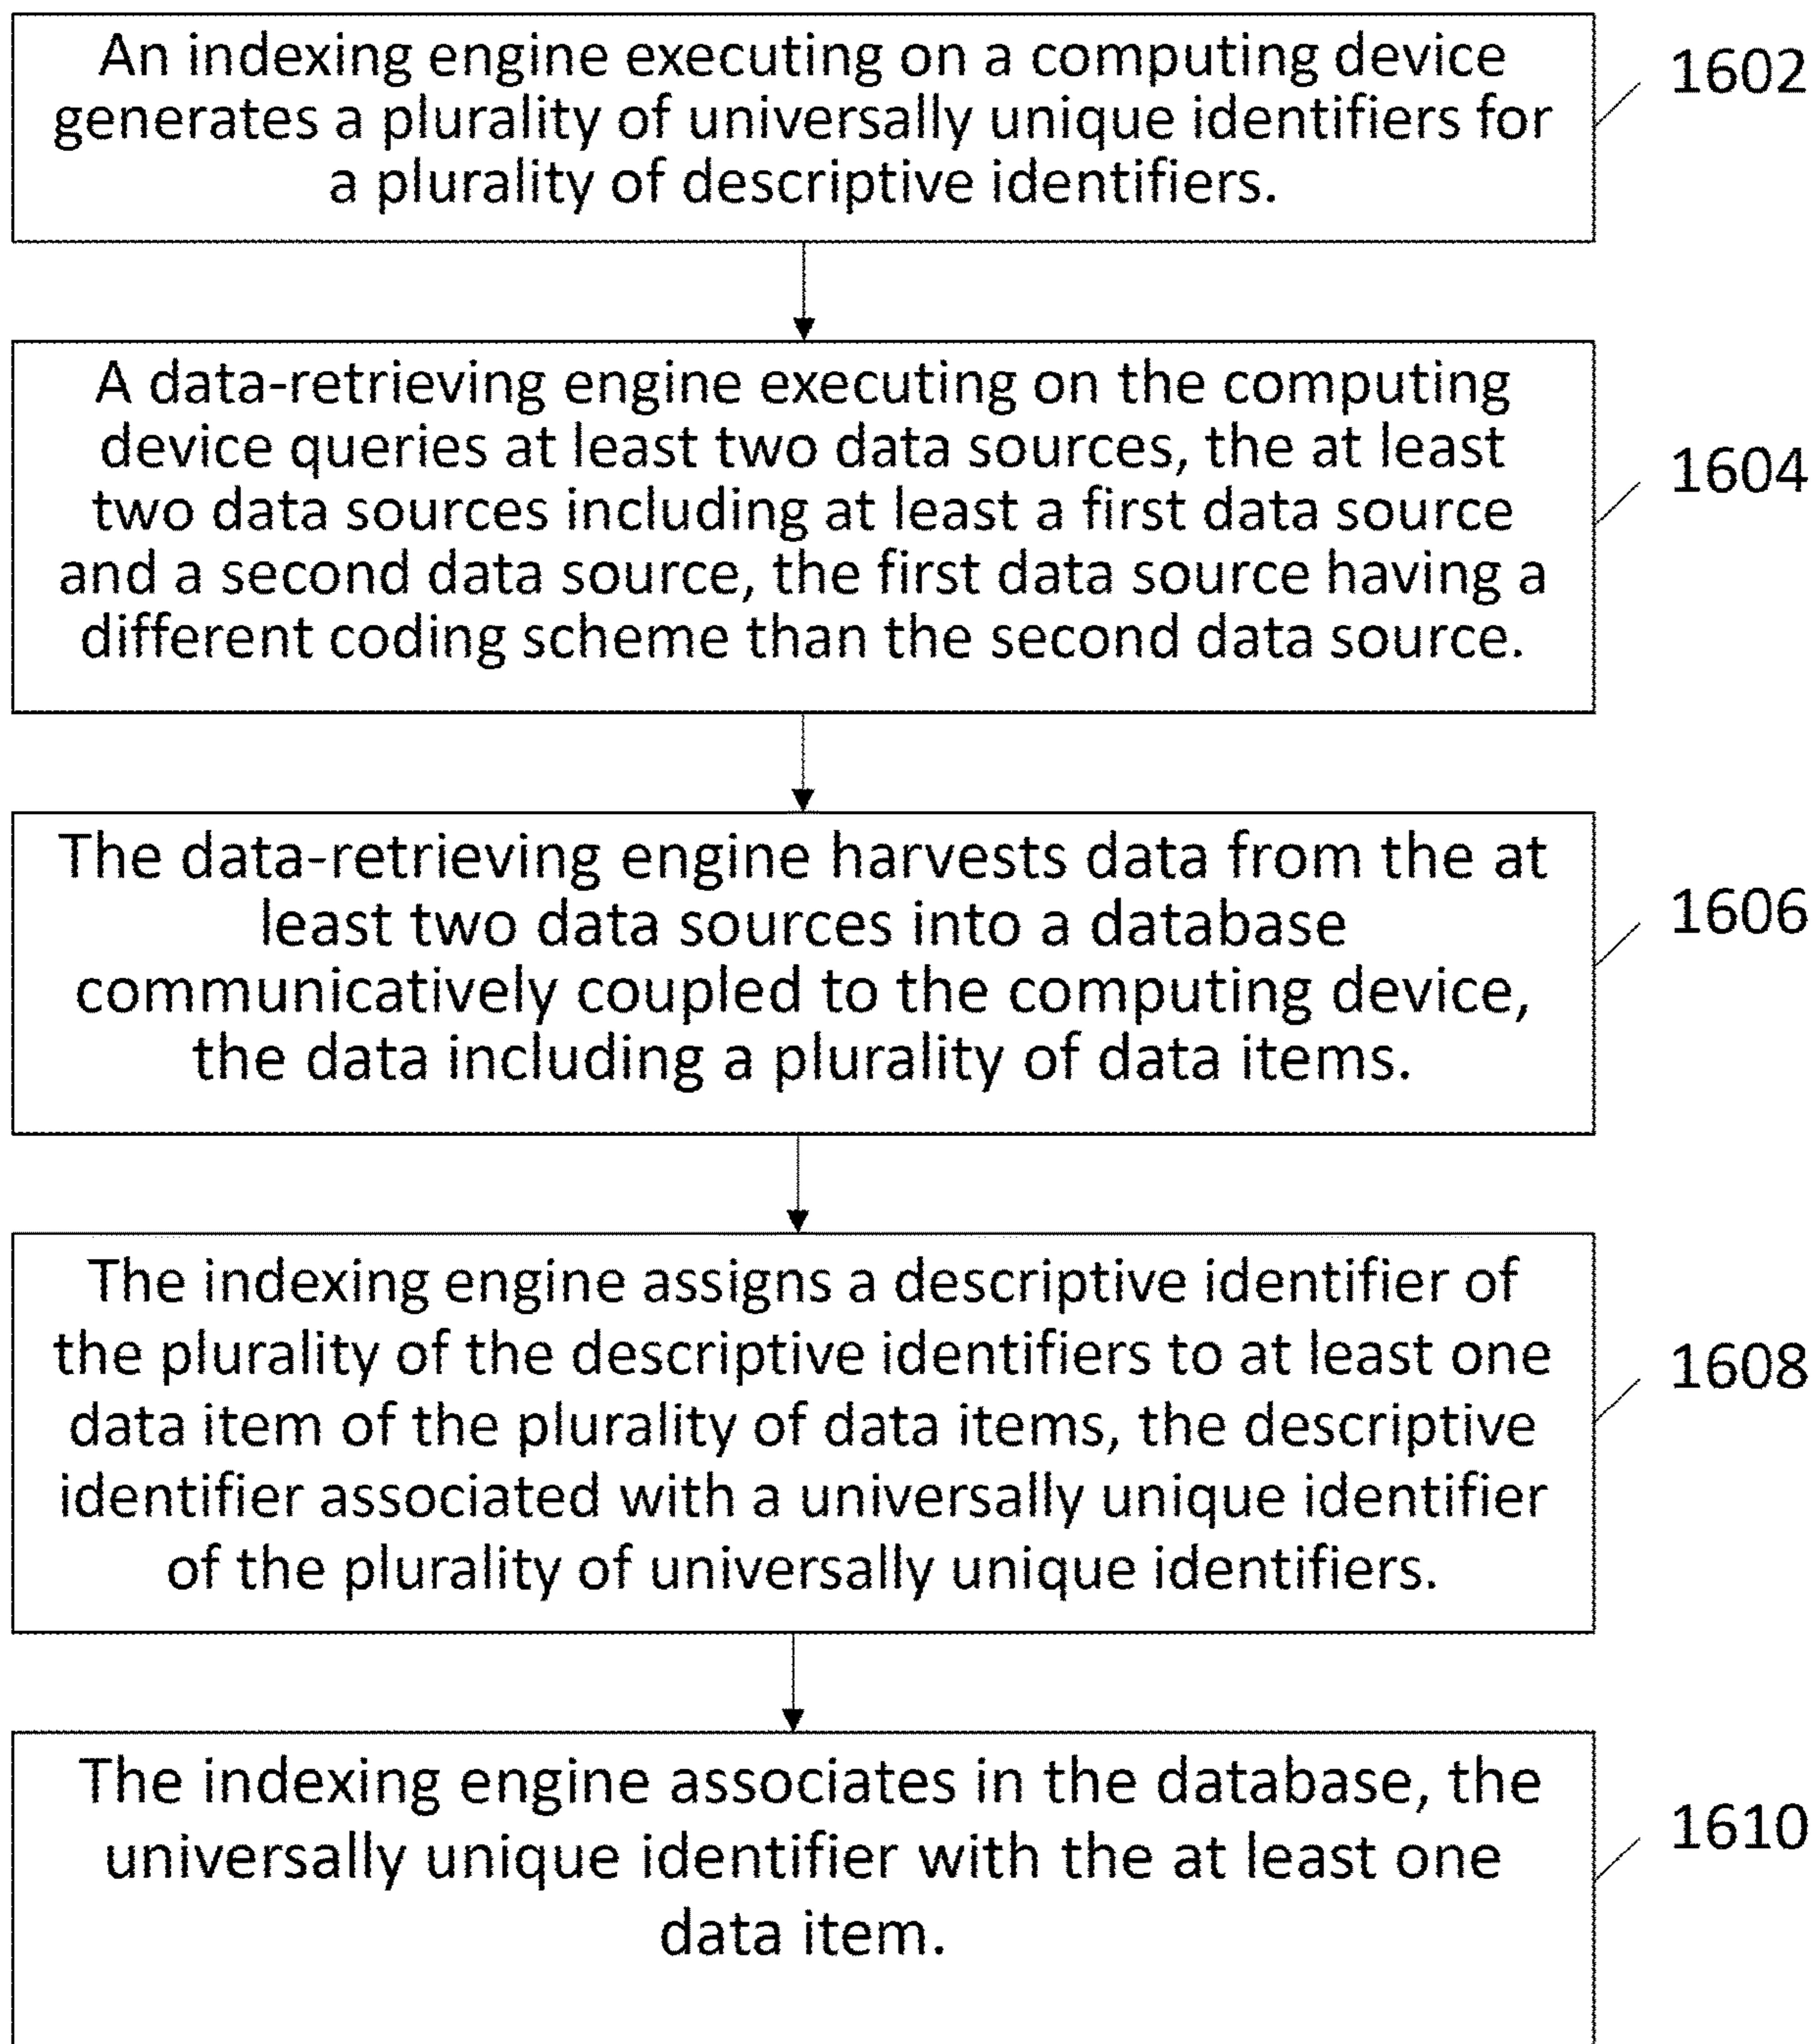 An indexing engine executing on a computing device
generates a plurality of universally unique identifiers for
a plurality of descriptive identifiers.
1602
A data-retrieving engine executing on the computing
device queries at least two data sources, the at least
two data sources including at least a first data source
and a second data source, the first data source having a
different coding scheme than the second data source.
1604
The data-retrieving engine harvests data from the at
least two data sources into a database
communicatively coupled to the computing device,
the data including a plurality of data items.
1606
The indexing engine assigns a descriptive identifier of
the plurality of the descriptive identifiers to at least one
data item of the plurality of data items, the descriptive
identifier associated with a universally unique identifier
of the plurality of universally unique identifiers.
1608
The indexing engine associates in the database, the
universally unique identifier with the at least one
data item.
1610